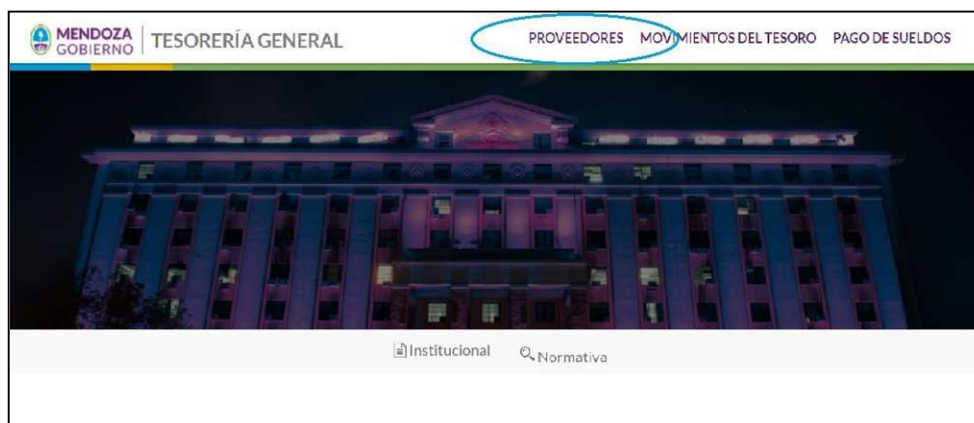 MENDOZA
GOBIERNO
TESORERÍA GENERAL
PROVEEDORES MOVIMIENTOS DEL TESORO PAGO DE SUELDOS
Institucional Normativa